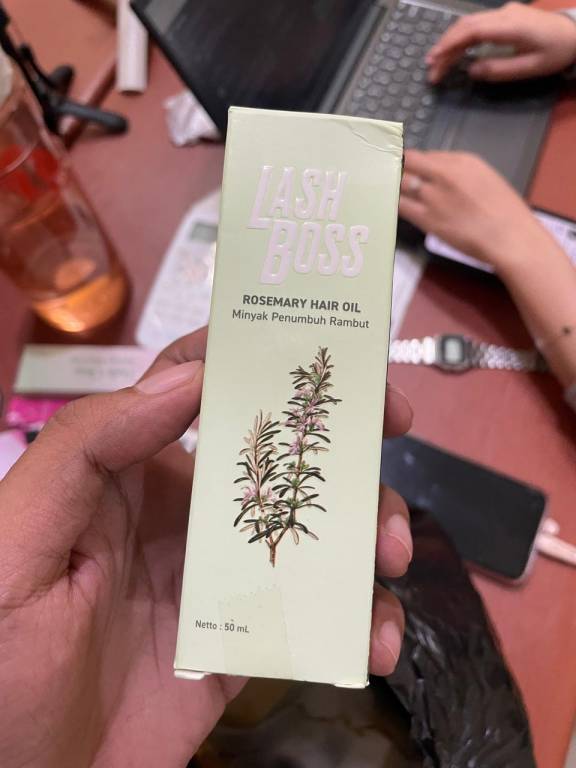 LASH
BOSS
ROSEMARY HAIR OIL
Minyak Penumbuh Rambut
Netto : 50 mL